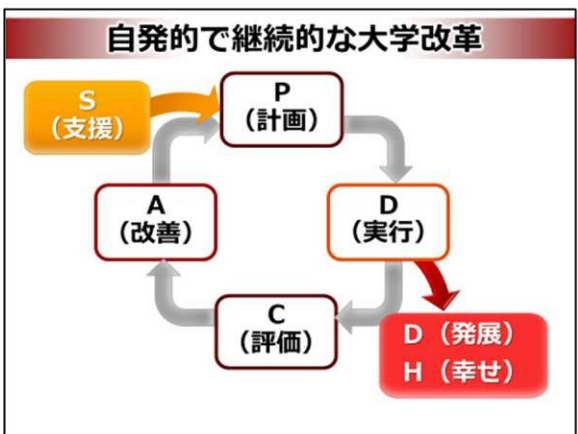 自発的で継続的な大学改革
S
（支援）
P
（計画）
A
（改善）
D
（実行）
C
（評価）
D（発展）
H（幸せ）